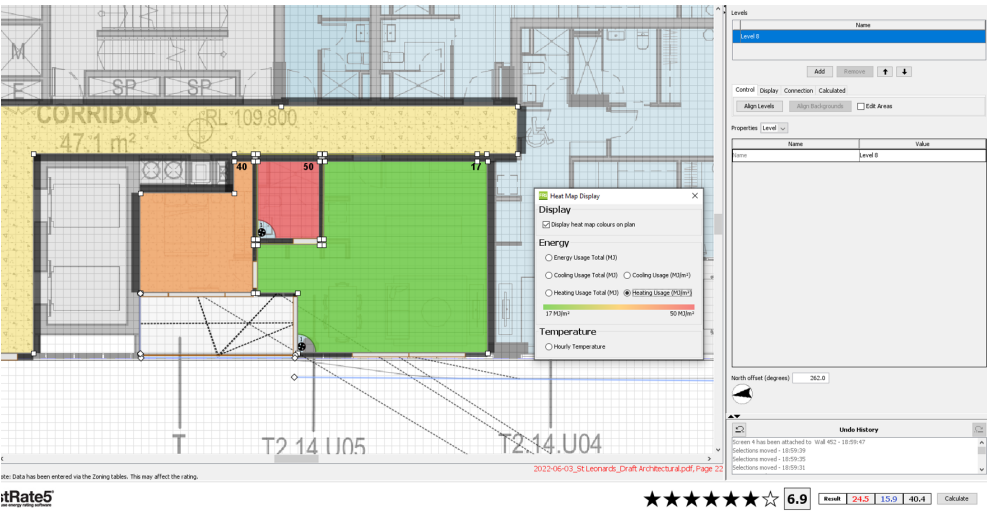 Levels
Name
Level 8
Add Remove
Control Display Connection Calculated
Align Levels Align Backgrounds Edit Areas
Properties Level
Name Value
Name Level 8
M
E SP SP
CORRIDOR
RL 109.800
47.1 m²
40 50 17
Heat Map Display
Display
Display heat map colours on plan
Energy
Energy Usage Total (MJ)
Cooling Usage Total (MJ) Cooling Usage (MJ/m²)
Heating Usage Total (MJ) Heating Usage (MJ/m²)
17 MJ/m² 50 MJ/m²
Temperature
Hourly Temperature
North offset (degrees) 262.0
Undo History
Screen 4 has been attached to Wall 452 - 18:59:47
Selections moved - 18:59:39
Selections moved - 18:59:35
Selections moved - 18:59:31
T T2.14.U05 T2.14.U04
2022-06-03_St Leonards_Draft Architectural.pdf, Page 22
ote: Data has been entered via the Zoning tables. This may affect the rating.
stRate5
use energy rating software
6.9 Result 24.5 15.9 40.4 Calculate